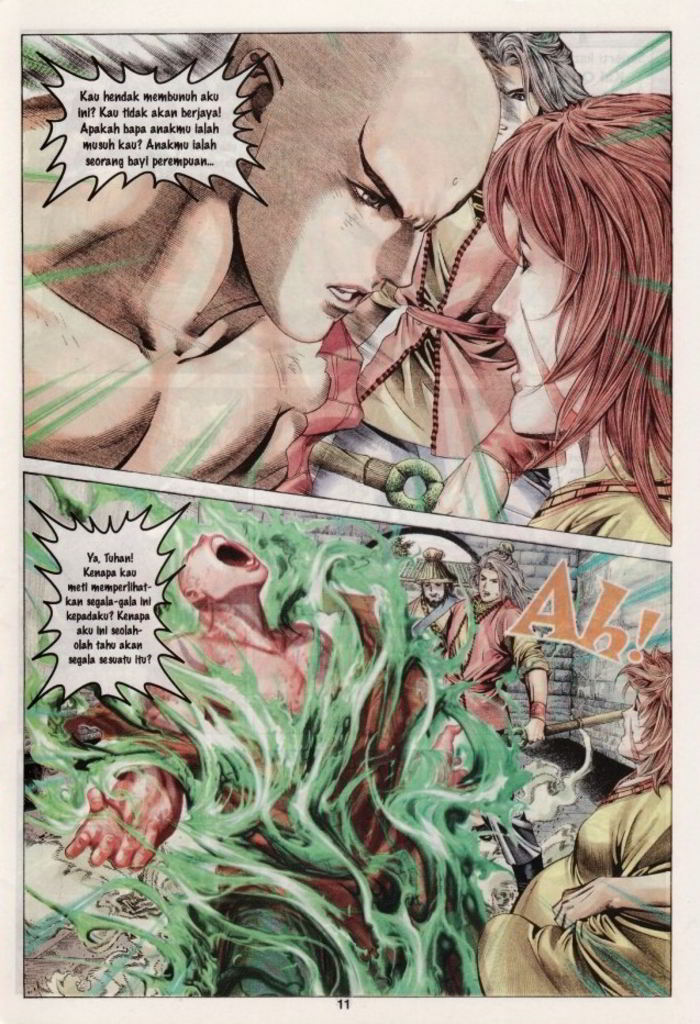 Kau hendak membunuh aku
ini? Kau tidak akan berjaya!
Apakah bapa anakmu ialah
musuh kau? Anakmu ialah
seorang bayi perempuan...
Ya, Tuhan!
Kenapa kau
mesti memperlihat-
kan segala-gala ini
kepadaku? Kenapa
aku ini seolah-
olah tahu akan
segala sesuatu itu?
Ah!
11